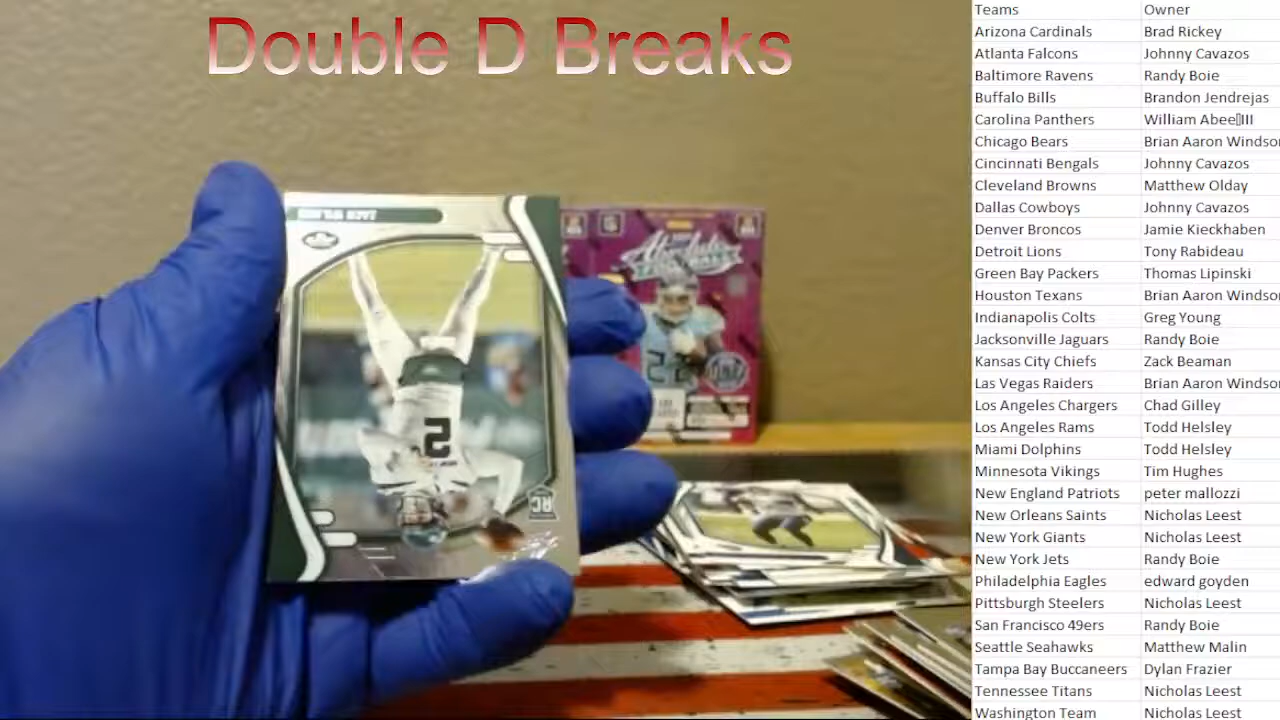 Double D Breaks
ZACH WILSON
2
RC
Absolute
22
Teams Owner
Arizona Cardinals Brad Rickey
Atlanta Falcons Johnny Cavazos
Baltimore Ravens Randy Boie
Buffalo Bills Brandon Jendrejas
Carolina Panthers William Abee▯III
Chicago Bears Brian Aaron Windsor
Cincinnati Bengals Johnny Cavazos
Cleveland Browns Matthew Olday
Dallas Cowboys Johnny Cavazos
Denver Broncos Jamie Kieckhaben
Detroit Lions Tony Rabideau
Green Bay Packers Thomas Lipinski
Houston Texans Brian Aaron Windsor
Indianapolis Colts Greg Young
Jacksonville Jaguars Randy Boie
Kansas City Chiefs Zack Beaman
Las Vegas Raiders Brian Aaron Windsor
Los Angeles Chargers Chad Gilley
Los Angeles Rams Todd Helsley
Miami Dolphins Todd Helsley
Minnesota Vikings Tim Hughes
New England Patriots peter mallozzi
New Orleans Saints Nicholas Leest
New York Giants Nicholas Leest
New York Jets Randy Boie
Philadelphia Eagles edward goyden
Pittsburgh Steelers Nicholas Leest
San Francisco 49ers Randy Boie
Seattle Seahawks Matthew Malin
Tampa Bay Buccaneers Dylan Frazier
Tennessee Titans Nicholas Leest
Washington Team Nicholas Leest